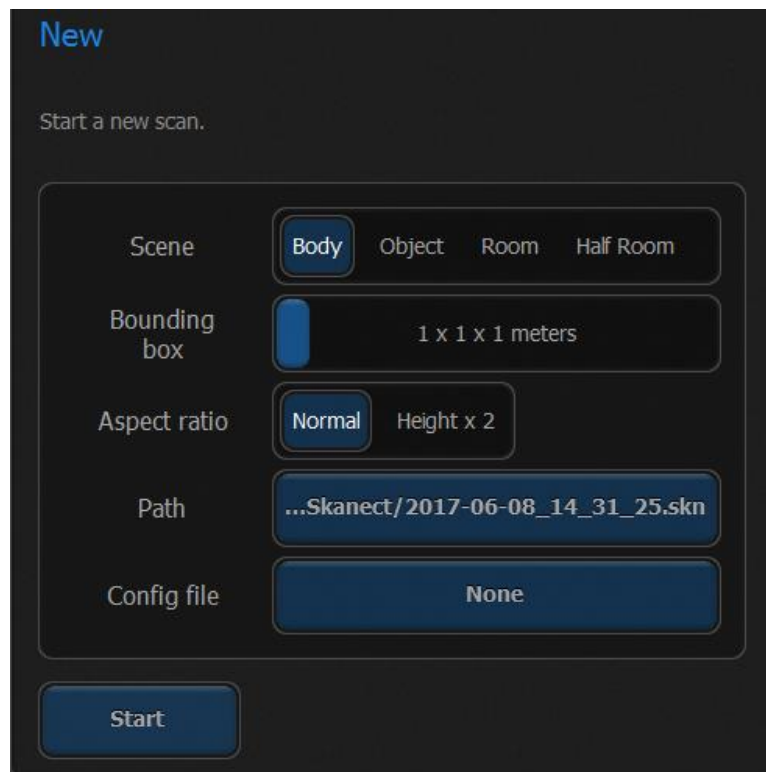 New
Start a new scan.
Scene Body Object Room Half Room
Bounding box 1 x 1 x 1 meters
Aspect ratio Normal Height x 2
Path ...Skanect/2017-06-08_14_31_25.skn
Config file None
Start